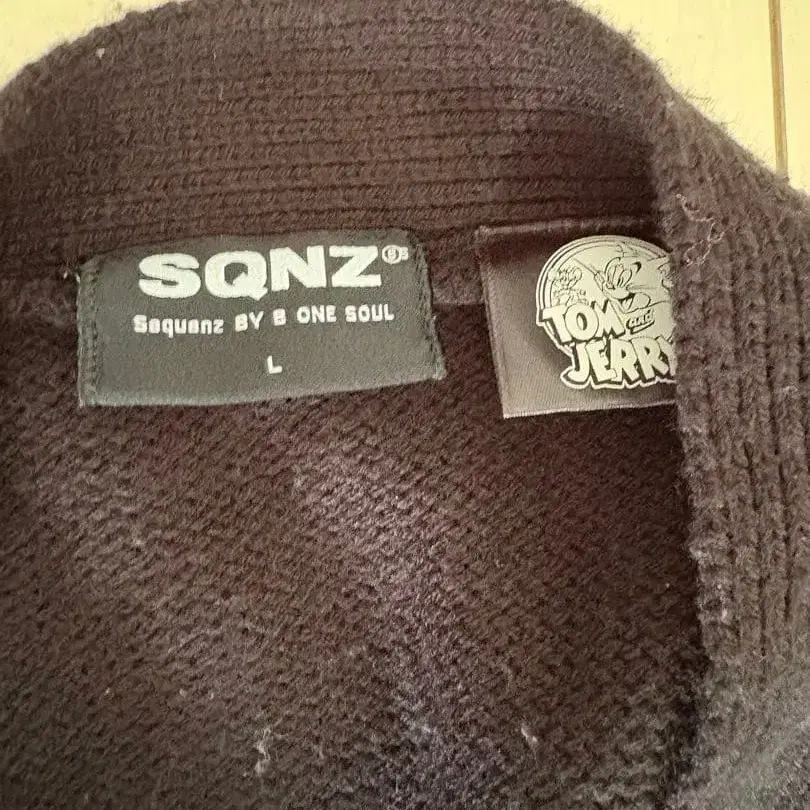 SQNZ
Sequenz BY B ONE SOUL
L
TOM and
JERRY